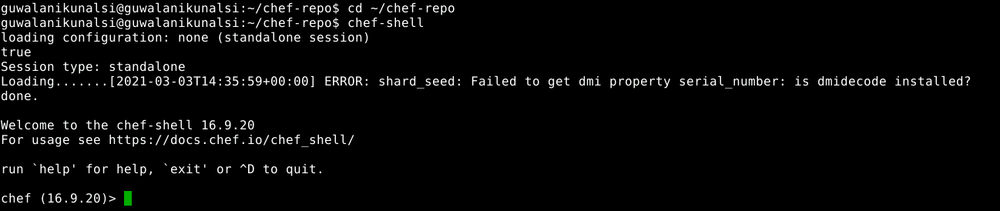 guwalanikunalsi@guwalanikunalsi:~/chef-repo$ cd ~/chef-repo
guwalanikunalsi@guwalanikunalsi:~/chef-repo$ chef-shell
loading configuration: none (standalone session)
true
Session type: standalone
Loading.......[2021-03-03T14:35:59+00:00] ERROR: shard_seed: Failed to get dmi property serial_number: is dmidecode installed?
done.
Welcome to the chef-shell 16.9.20
For usage see https://docs.chef.io/chef_shell/
run `help' for help, `exit' or ^D to quit.
chef (16.9.20)>